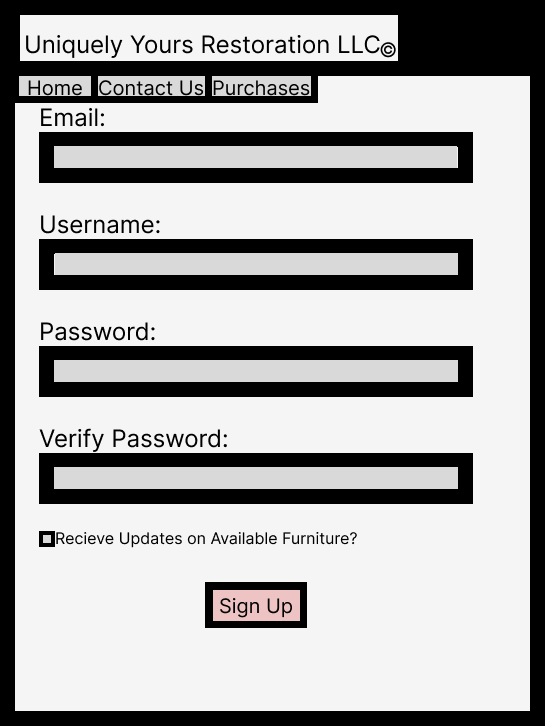 Uniquely Yours Restoration LLC©
Home Contact Us Purchases
Email:
Username:
Password:
Verify Password:
Recieve Updates on Available Furniture?
Sign Up